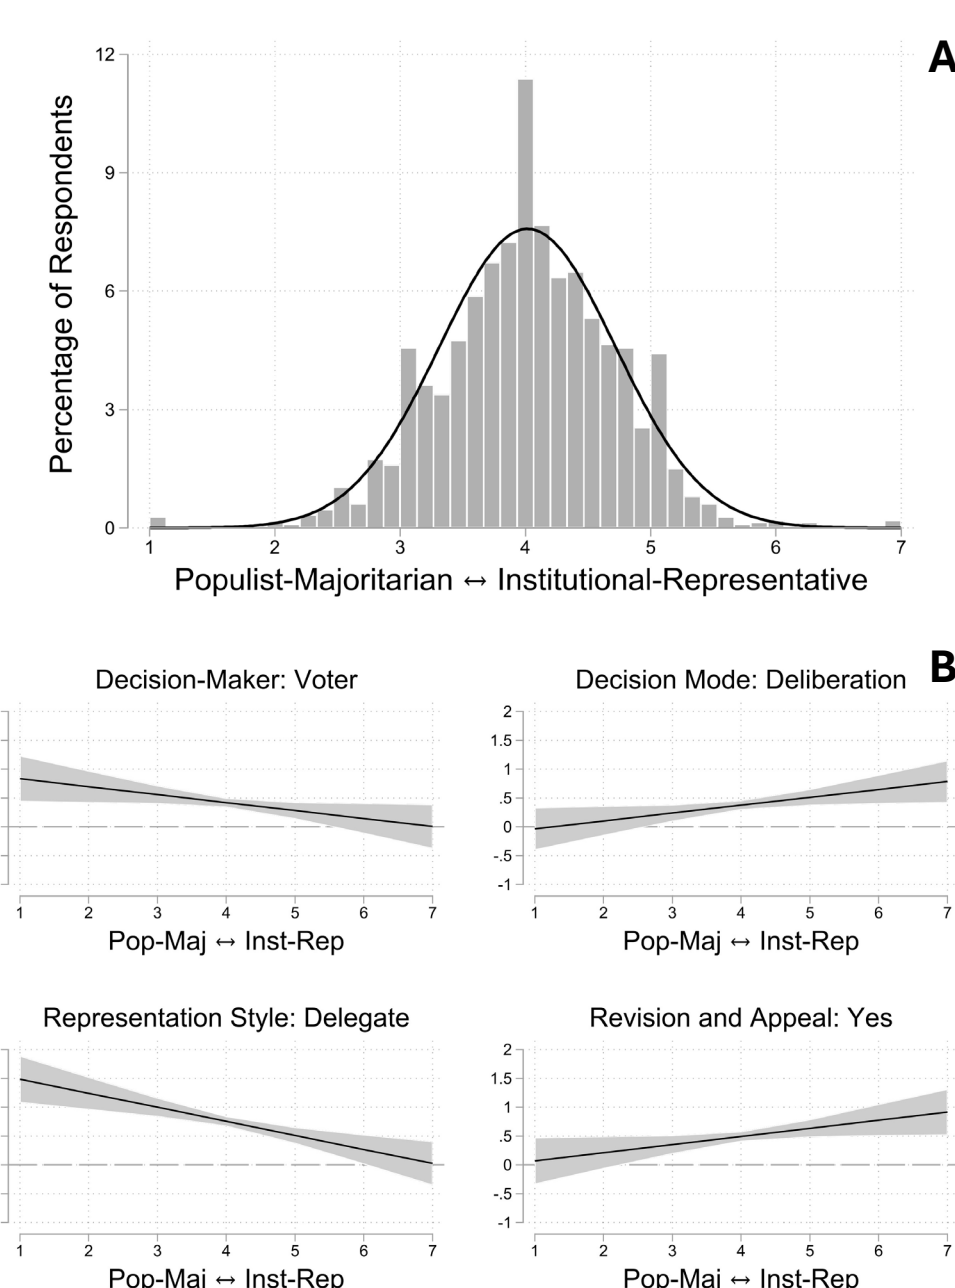 A
12
9
6
3
0
Percentage of Respondents
1 2 3 4 5 6 7
Populist-Majoritarian ↔ Institutional-Representative
B
Decision-Maker: Voter
1 2 3 4 5 6 7
Pop-Maj ↔ Inst-Rep
Decision Mode: Deliberation
2
1.5
1
.5
0
-.5
-1
1 2 3 4 5 6 7
Pop-Maj ↔ Inst-Rep
Representation Style: Delegate
1 2 3 4 5 6 7
Pop-Maj ↔ Inst-Rep
Revision and Appeal: Yes
2
1.5
1
.5
0
-.5
-1
1 2 3 4 5 6 7
Pop-Maj ↔ Inst-Rep